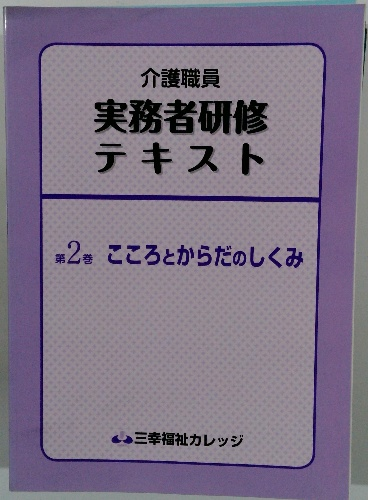 介護職員
実務者研修
テキスト
第2巻 こころとからだのしくみ
三幸福祉カレッジ